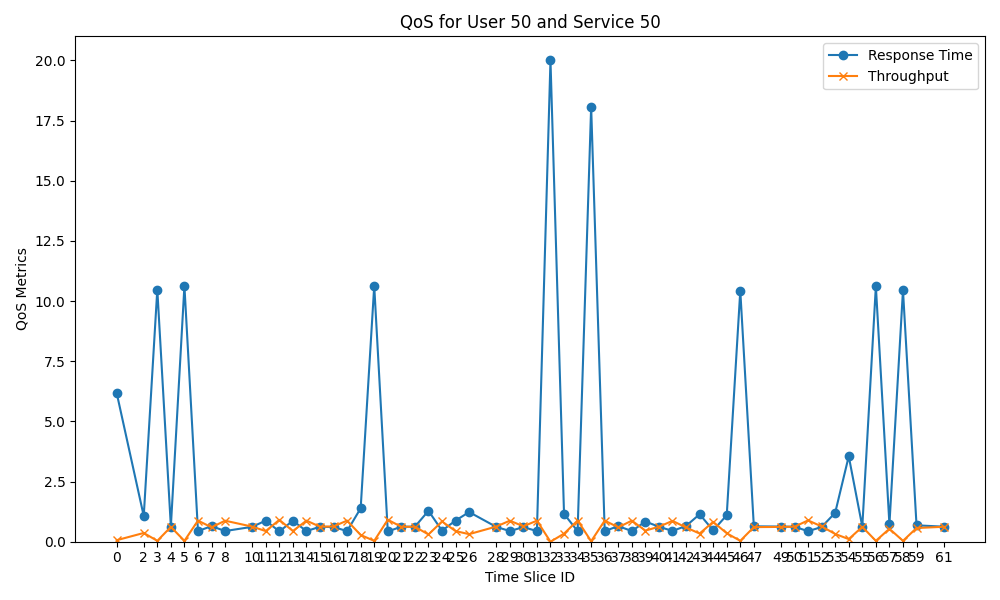 QoS for User 50 and Service 50
Response Time
Throughput
20.0
17.5
15.0
12.5
10.0
7.5
5.0
2.5
0.0
QoS Metrics
0 2 3 4 5 6 7 8 10 11 12 13 14 15 16 17 18 19 20 21 22 23 24 25 26 28 29 30 31 32 33 34 35 36 37 38 39 40 41 42 43 44 45 46 47 49 50 51 52 53 54 55 56 57 58 59 61
Time Slice ID